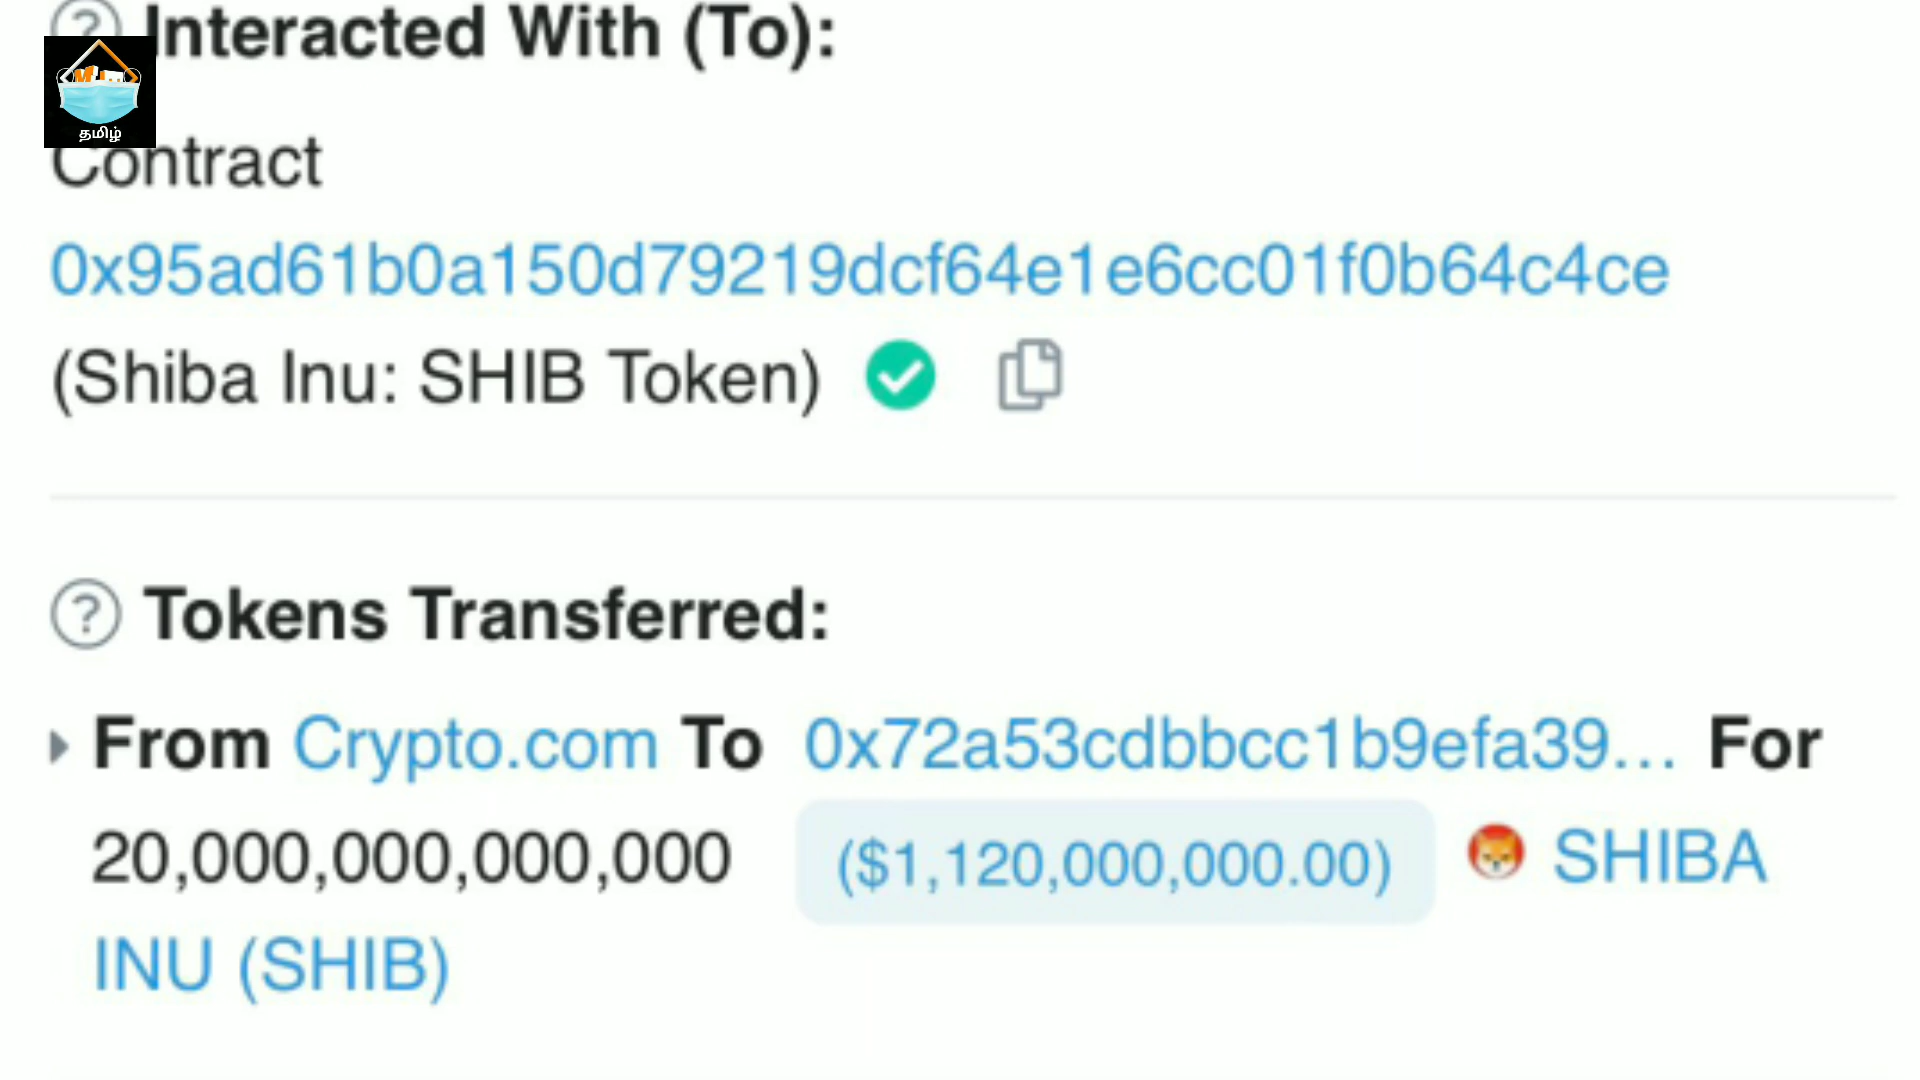 Interacted With (To):
தமிழ்
Contract
0x95ad61b0a150d79219dcf64e1e6cc01f0b64c4ce
(Shiba Inu: SHIB Token)
? Tokens Transferred:
From Crypto.com To 0x72a53cdbbcc1b9efa39... For
20,000,000,000,000 ($1,120,000,000.00) SHIBA
INU (SHIB)